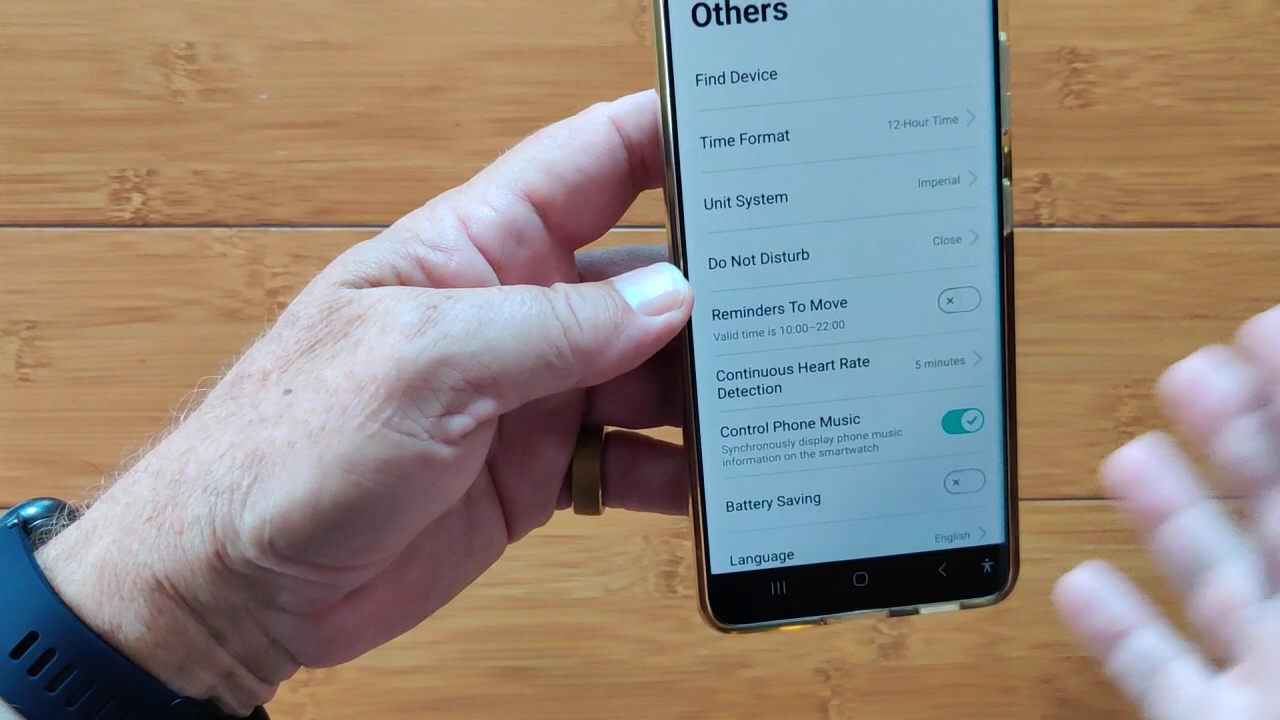 Others
Find Device
Time Format
12-Hour Time
Unit System
Imperial
Do Not Disturb
Close
Reminders To Move
Valid time is 10:00-22:00
Continuous Heart Rate
Detection
5 minutes
Control Phone Music
Synchronously display phone music
information on the smartwatch
Battery Saving
Language
English